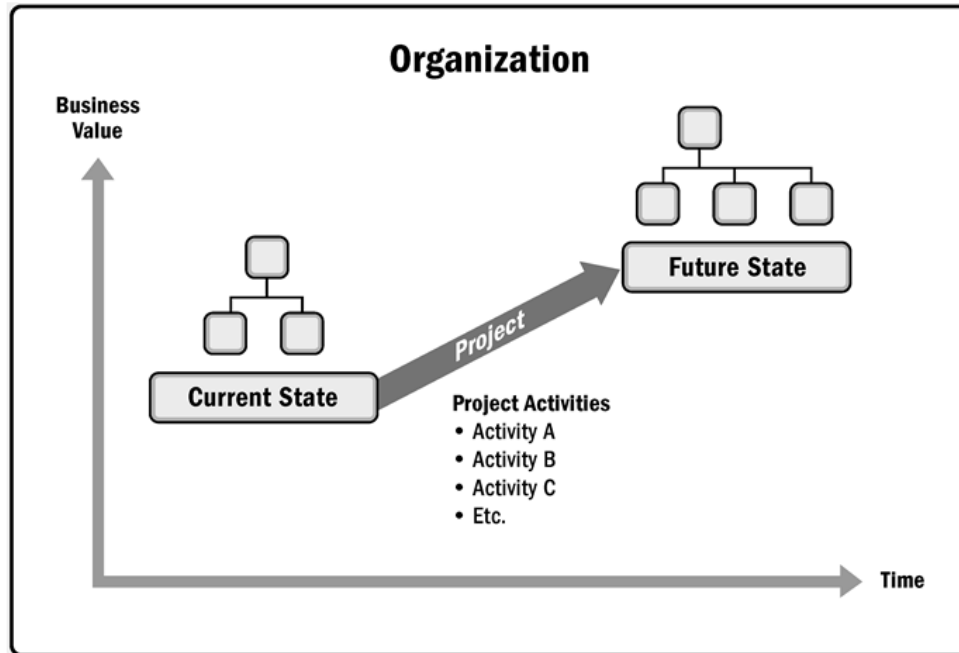 Organization
Business
Value
Future State
Project
Current State
Project Activities
• Activity A
• Activity B
• Activity C
• Etc.
Time